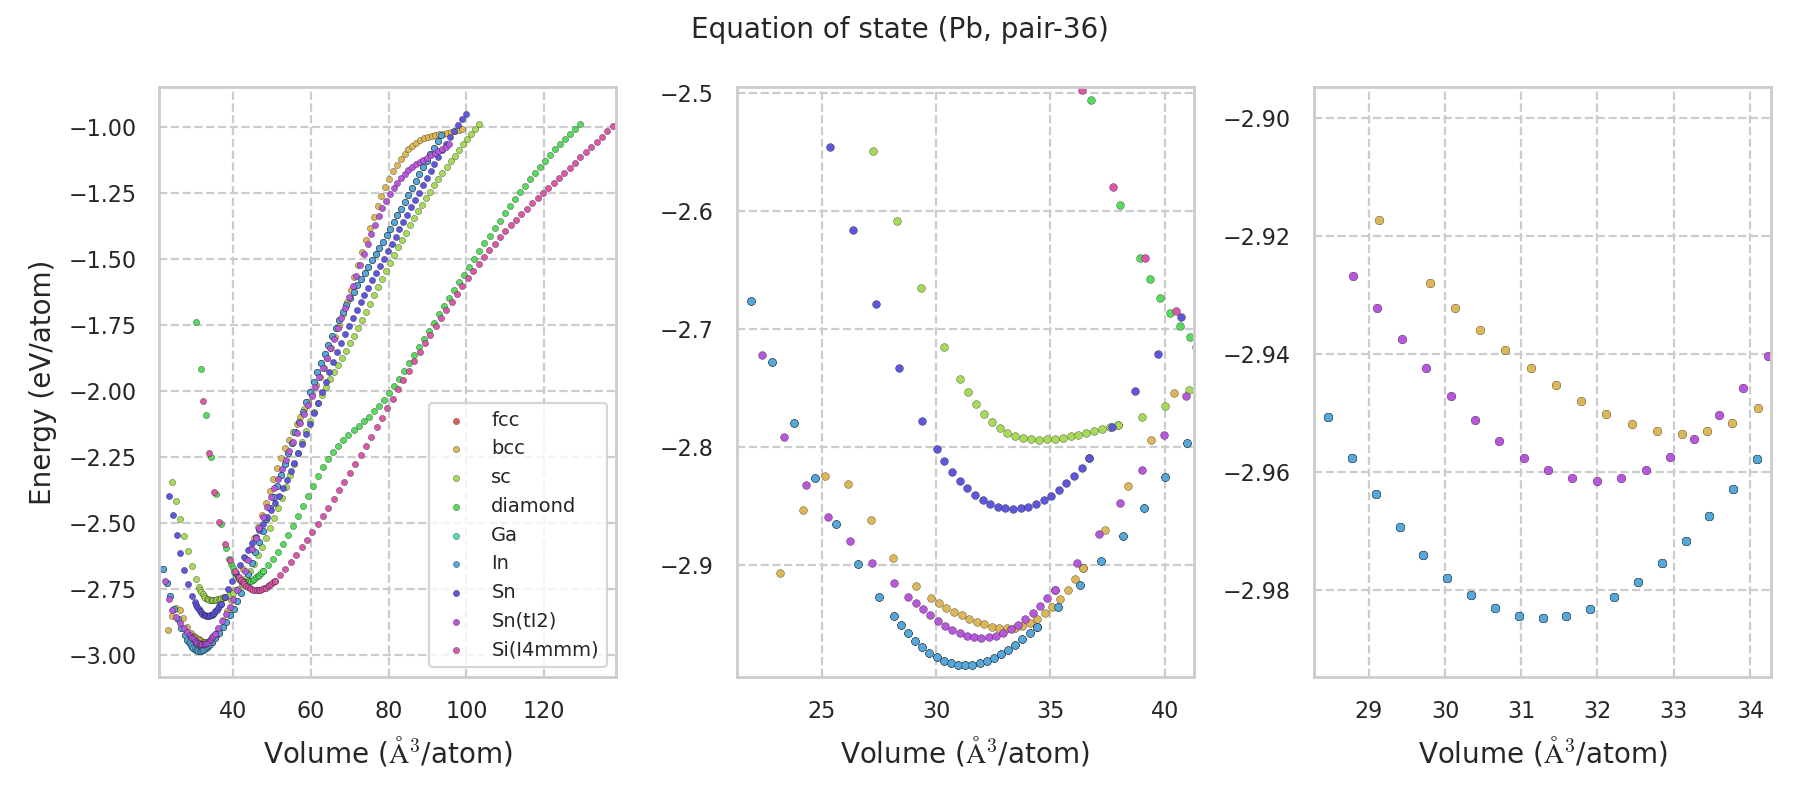 Equation of state (Pb, pair-36)
Energy (eV/atom)
−1.00
−1.25
−1.50
−1.75
−2.00
−2.25
−2.50
−2.75
−3.00
40 60 80 100 120
Volume (Å³/atom)
fcc
bcc
sc
diamond
Ga
In
Sn
Sn(tI2)
Si(I4mmm)
−2.5
−2.6
−2.7
−2.8
−2.9
25 30 35 40
Volume (Å³/atom)
−2.90
−2.92
−2.94
−2.96
−2.98
29 30 31 32 33 34
Volume (Å³/atom)